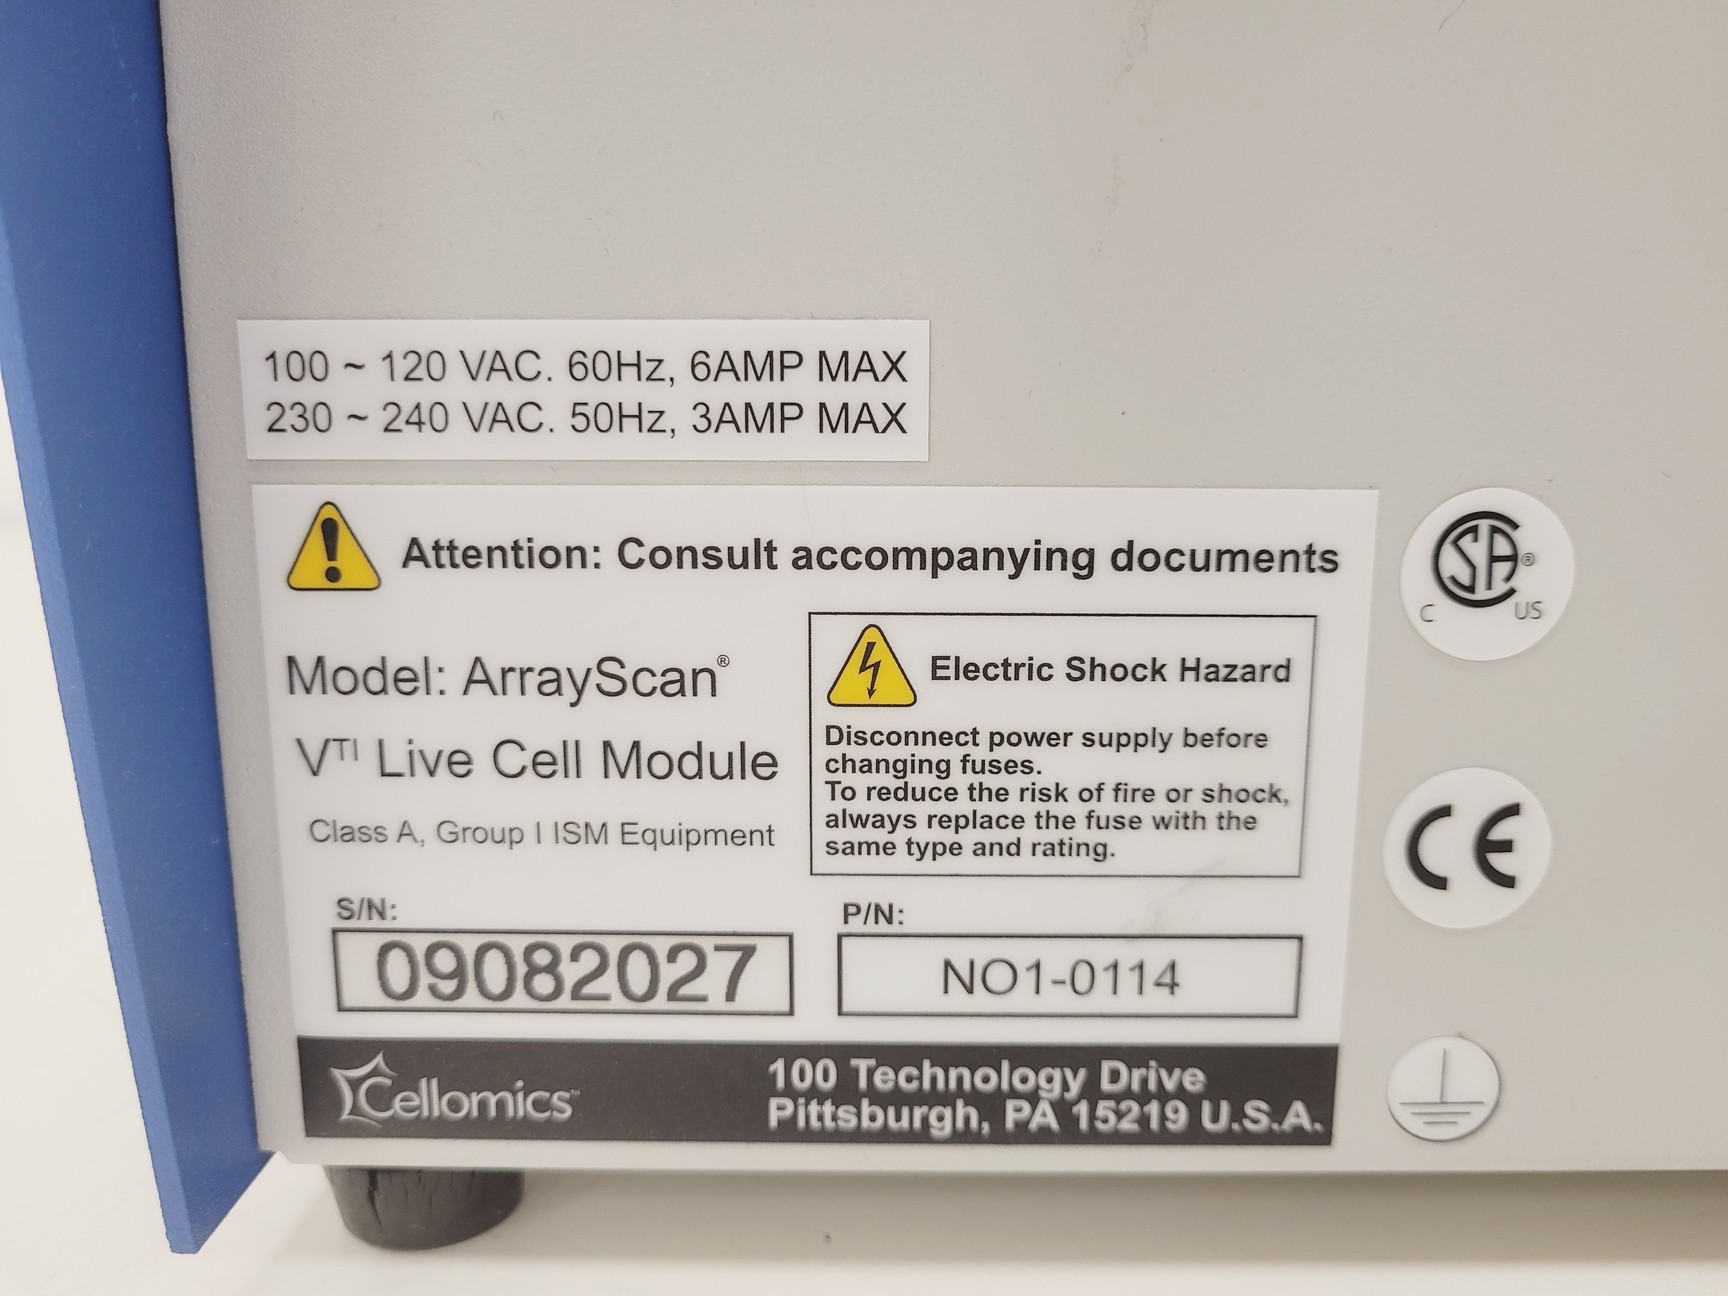 100 ~ 120 VAC. 60Hz, 6AMP MAX
230 ~ 240 VAC. 50Hz, 3AMP MAX
Attention: Consult accompanying documents
Model: ArrayScan®
VTI Live Cell Module
Class A, Group I ISM Equipment
Electric Shock Hazard
Disconnect power supply before
changing fuses.
To reduce the risk of fire or shock,
always replace the fuse with the
same type and rating.
S/N:
09082027
P/N:
NO1-0114
Cellomics™
100 Technology Drive
Pittsburgh, PA 15219 U.S.A.
CSA®
C US
CE